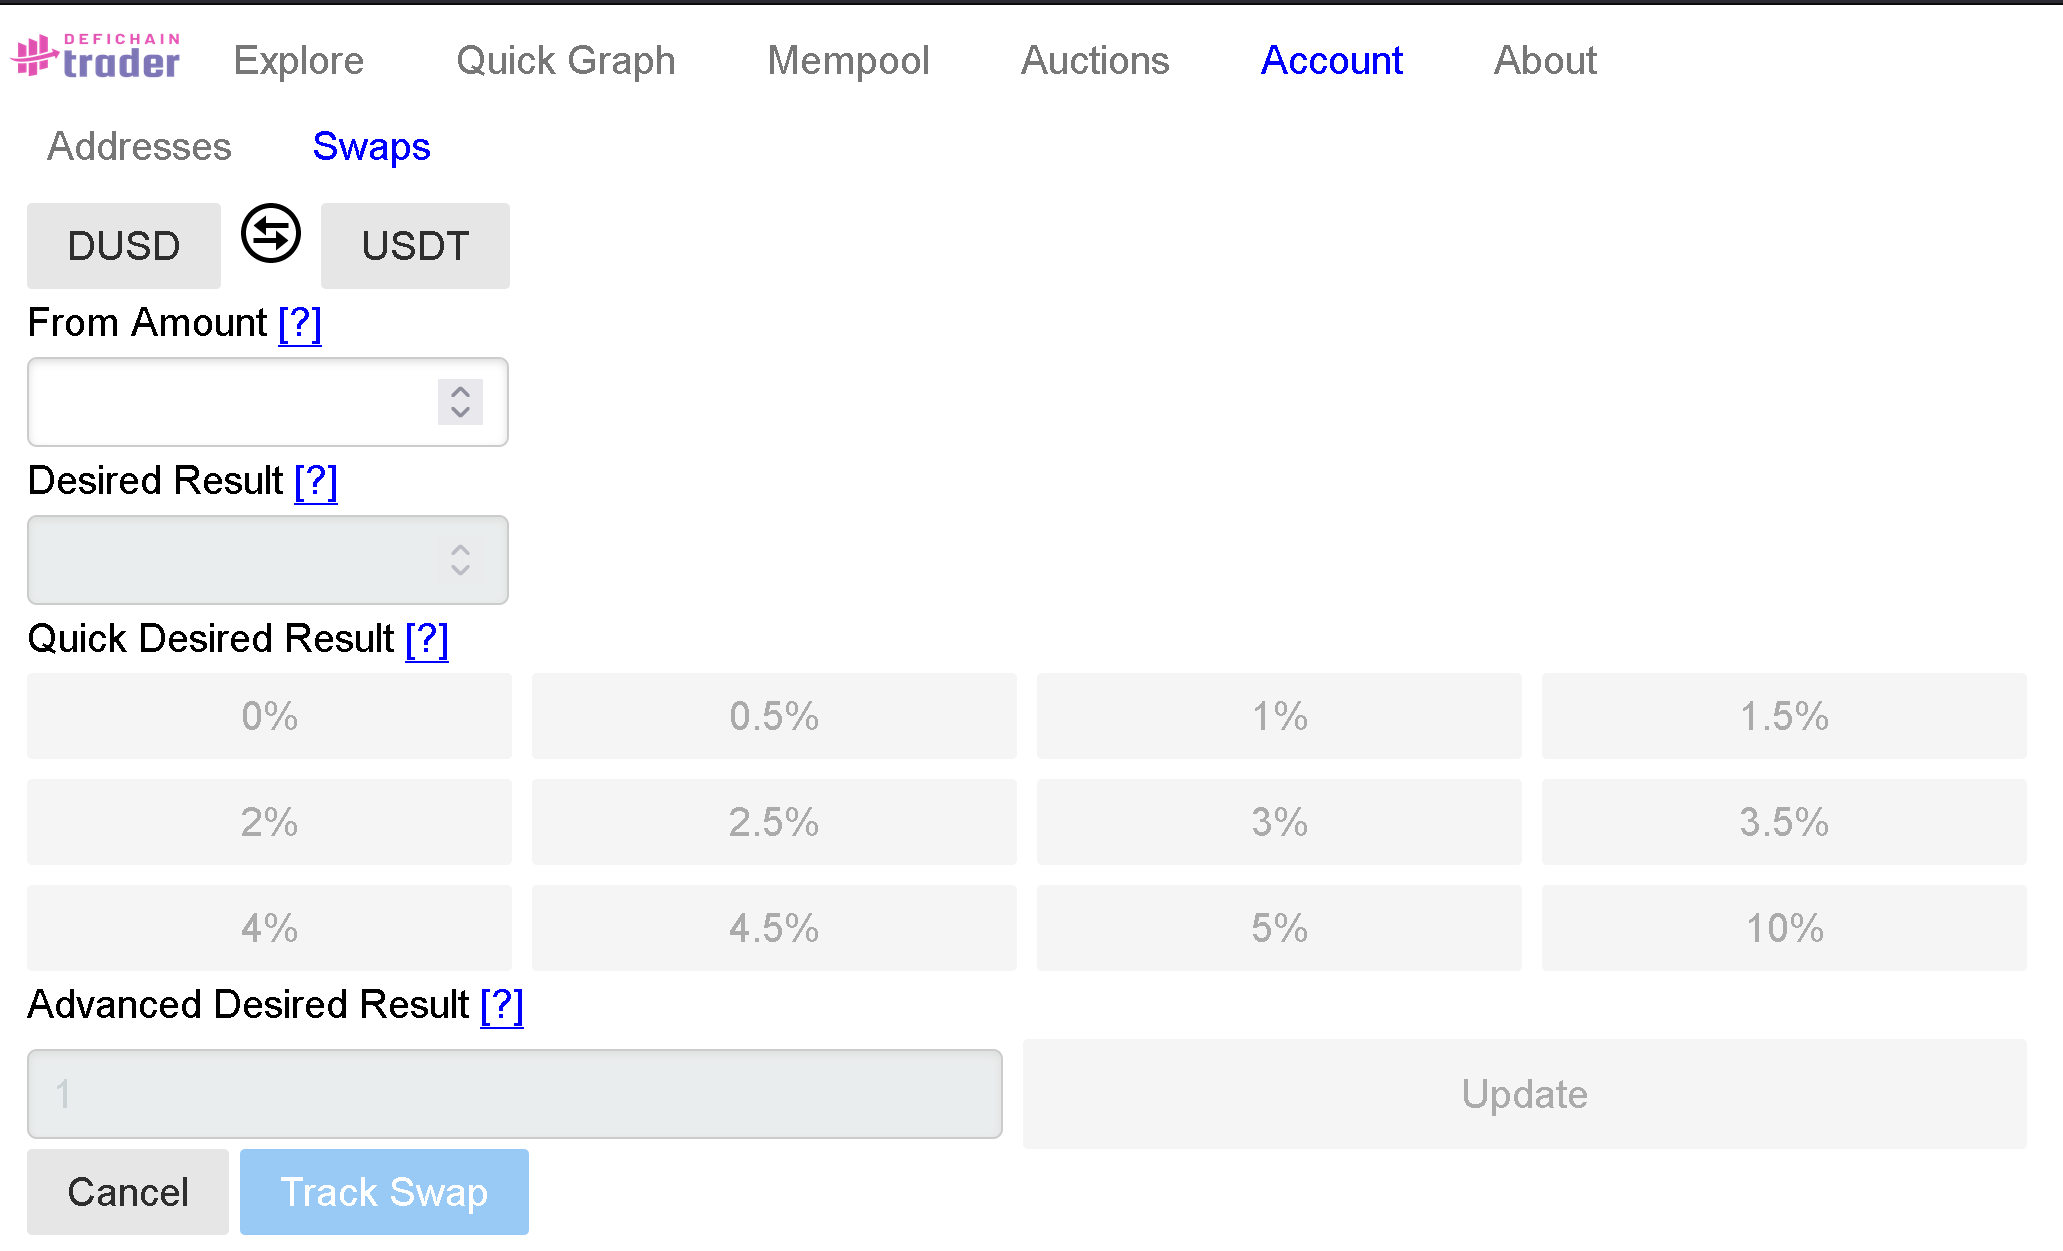 DEFICHAIN
trader
Explore Quick Graph Mempool Auctions Account About
Addresses Swaps
DUSD USDT
From Amount [?]
Desired Result [?]
Quick Desired Result [?]
0% 0.5% 1% 1.5%
2% 2.5% 3% 3.5%
4% 4.5% 5% 10%
Advanced Desired Result [?]
1 Update
Cancel Track Swap